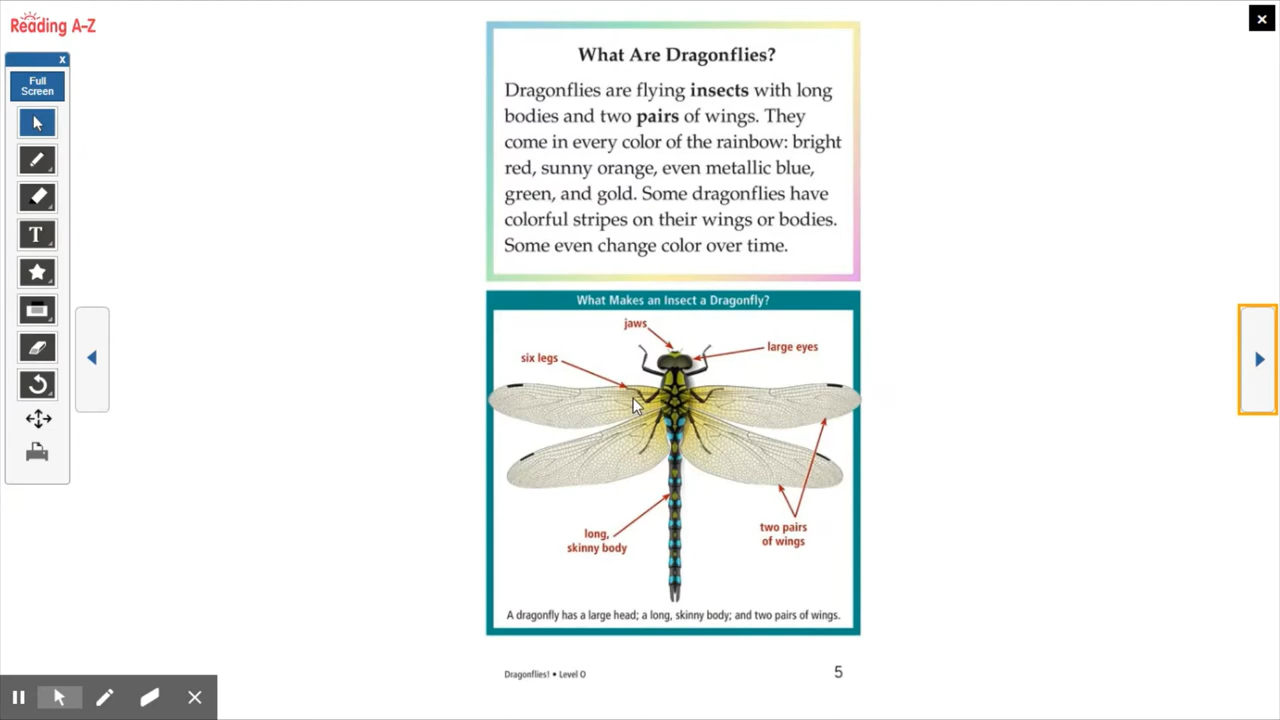 Reading A-Z
x
Full
Screen
T
What Are Dragonflies?
Dragonflies are flying insects with long
bodies and two pairs of wings. They
come in every color of the rainbow: bright
red, sunny orange, even metallic blue,
green, and gold. Some dragonflies have
colorful stripes on their wings or bodies.
Some even change color over time.
What Makes an Insect a Dragonfly?
jaws
large eyes
six legs
two pairs
of wings
long,
skinny body
A dragonfly has a large head; a long, skinny body; and two pairs of wings.
Dragonflies! • Level O
5